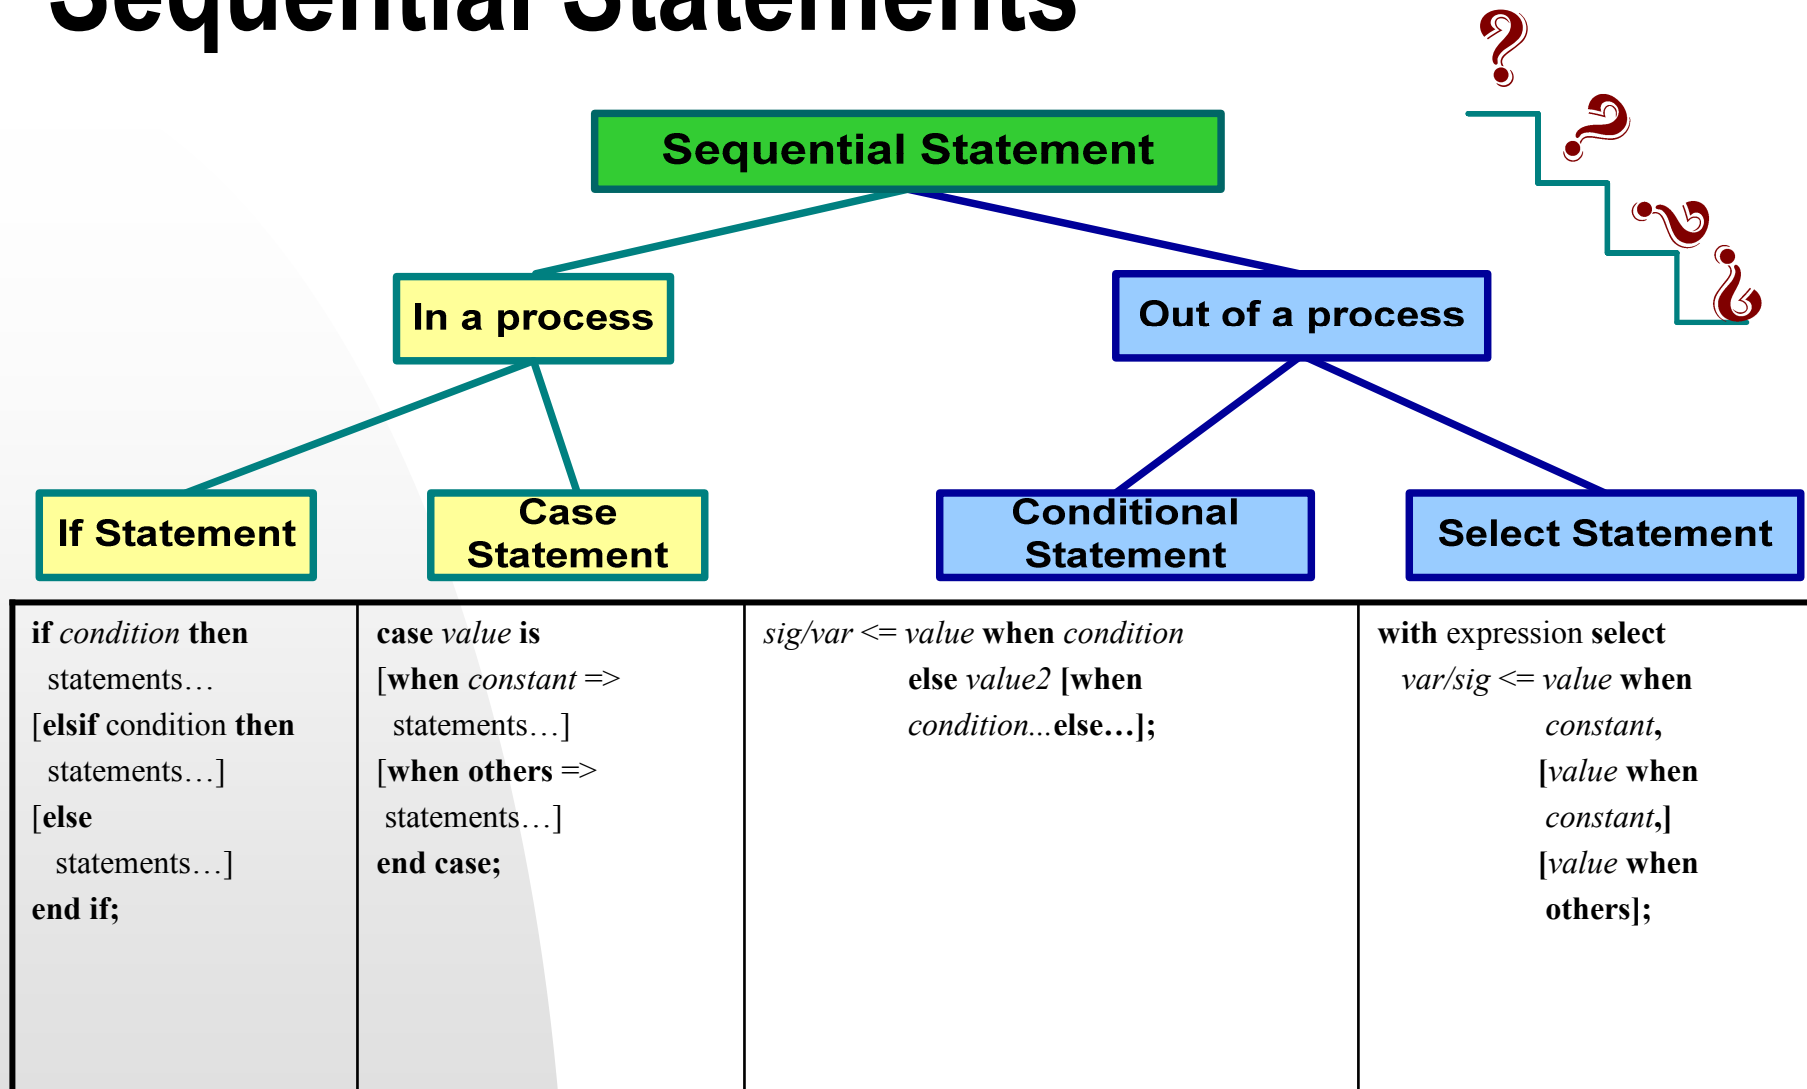 Sequential Statements
Sequential Statement
In a process
Out of a process
If Statement
Case
Statement
Conditional
Statement
Select Statement
if condition then
statements…
[elsif condition then
statements…]
[else
statements…]
end if;
case value is
[when constant =>
statements…]
[when others =>
statements…]
end case;
sig/var <= value when condition
else value2 [when
condition...else…];
with expression select
var/sig <= value when
constant,
[value when
constant,]
[value when
others];
?
?
?
?